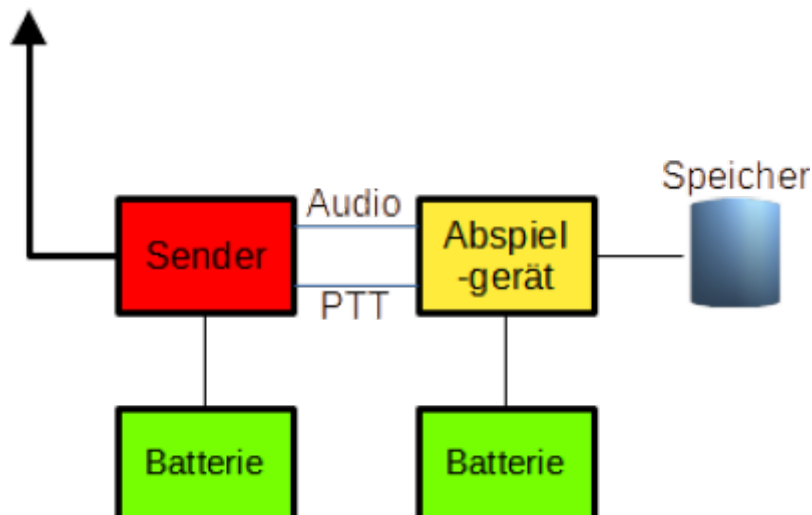 Speicher
Audio
Sender
Abspiel
-gerät
PTT
Batterie
Batterie